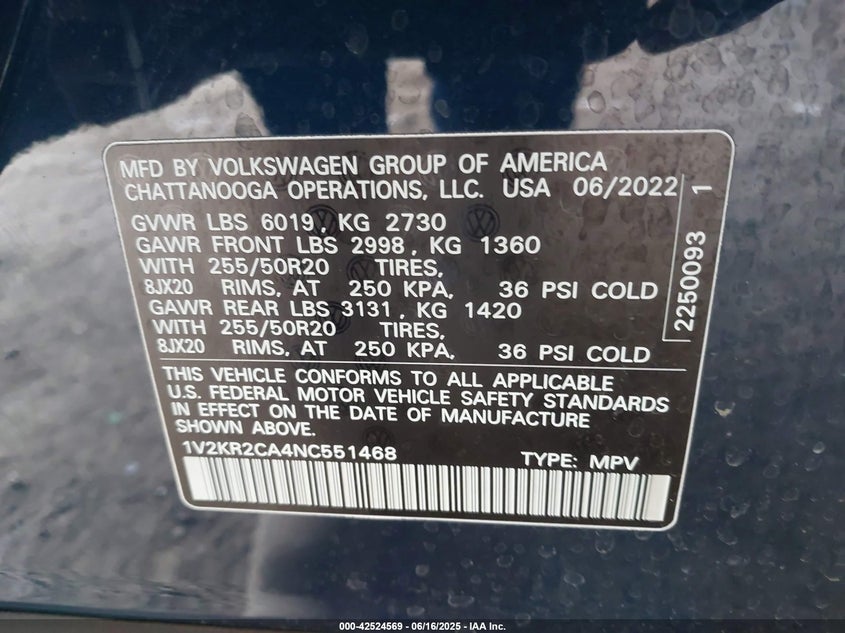 MFD BY VOLKSWAGEN GROUP OF AMERICA
CHATTANOOGA OPERATIONS, LLC. USA 06/2022
GVWR LBS 6019, KG 2730
GAWR FRONT LBS 2998, KG 1360
WITH 255/50R20 TIRES,
8JX20 RIMS, AT 250 KPA, 36 PSI COLD
GAWR REAR LBS 3131, KG 1420
WITH 255/50R20 TIRES,
8JX20 RIMS, AT 250 KPA, 36 PSI COLD
2250093 1
THIS VEHICLE CONFORMS TO ALL APPLICABLE
U.S. FEDERAL MOTOR VEHICLE SAFETY STANDARDS
IN EFFECT ON THE DATE OF MANUFACTURE
SHOWN ABOVE.
1V2KR2CA4NC551468 TYPE: MPV
000-42524569 - 06/16/2025 - IAA Inc.